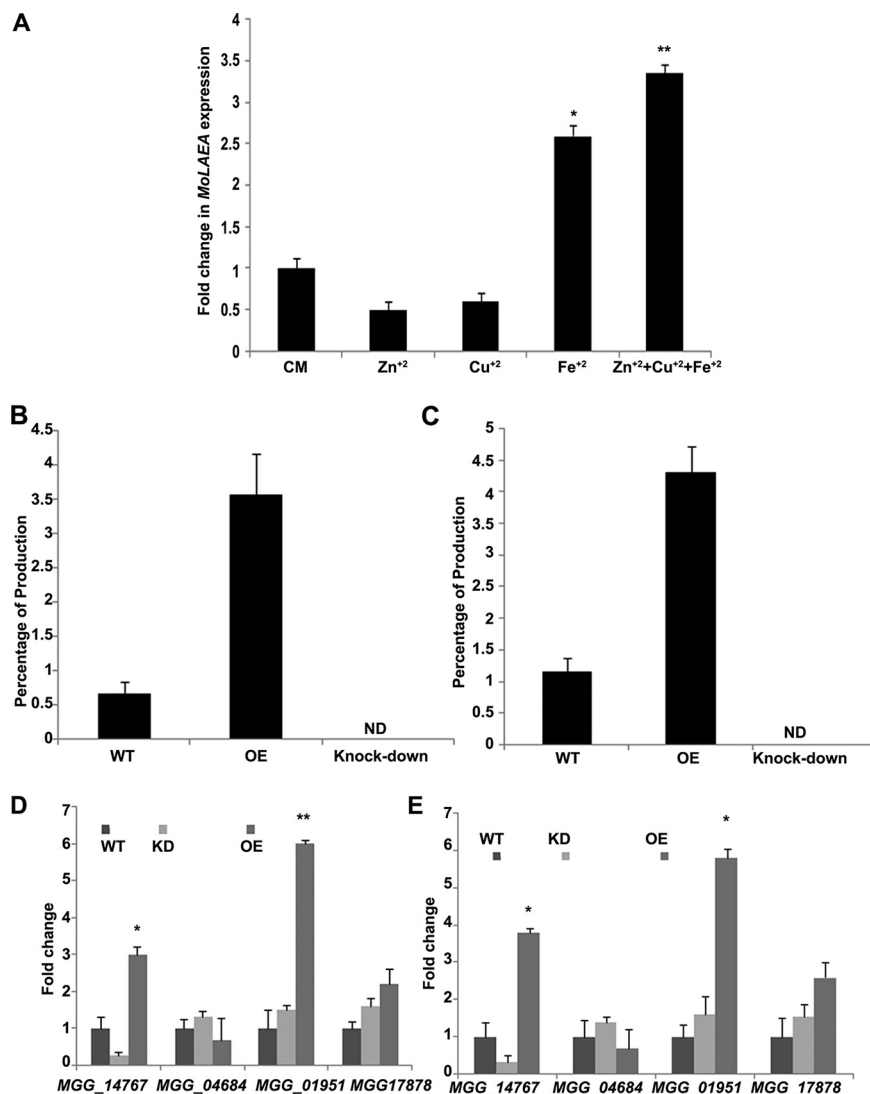 A
Fold change in MoLAEA expression
4
3.5
3
2.5
2
1.5
1
0.5
0
*
**
CM Zn+2 Cu+2 Fe+2 Zn+2+Cu+2+Fe+2
B
Percentage of Production
4.5
4
3.5
3
2.5
2
1.5
1
0.5
0
ND
WT OE Knock-down
C
Percentage of Production
5
4.5
4
3.5
3
2.5
2
1.5
1
0.5
0
ND
WT OE Knock-down
D
Fold change
7
6
5
4
3
2
1
0
WT KD OE
*
**
MGG_14767 MGG_04684 MGG_01951 MGG17878
E
Fold change
7
6
5
4
3
2
1
0
WT KD OE
*
*
MGG 14767 MGG 04684 MGG 01951 MGG 17878